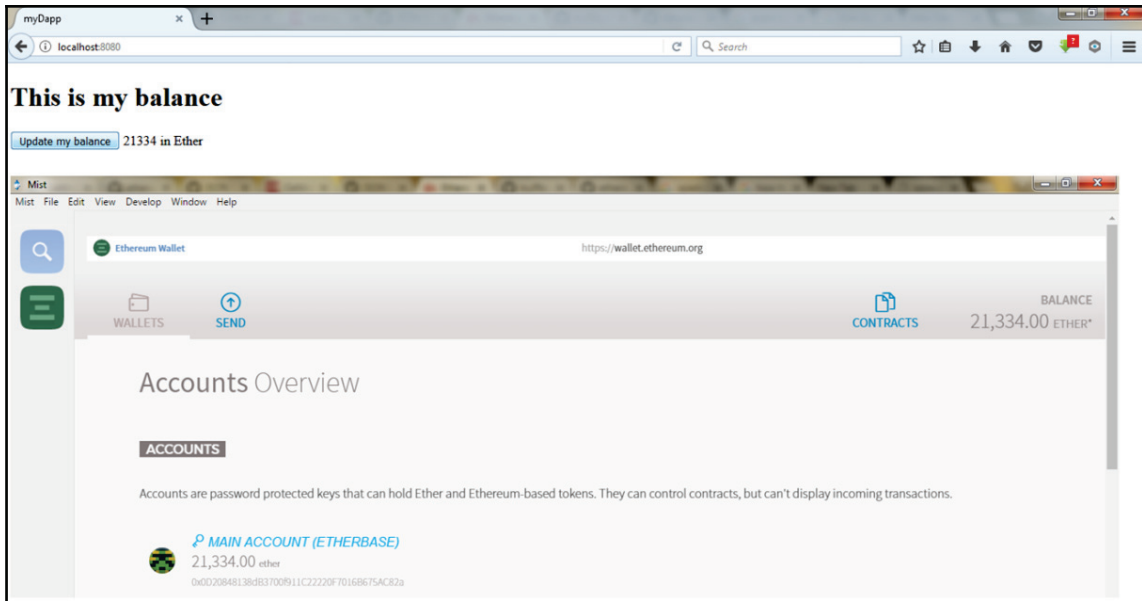 myDapp
localhost:8080
Search
This is my balance
Update my balance 21334 in Ether
Mist
Mist File Edit View Develop Window Help
Ethereum Wallet https://wallet.ethereum.org
WALLETS SEND CONTRACTS BALANCE
21,334.00 ETHER*
Accounts Overview
ACCOUNTS
Accounts are password protected keys that can hold Ether and Ethereum-based tokens. They can control contracts, but can't display incoming transactions.
MAIN ACCOUNT (ETHERBASE)
21,334.00 ether